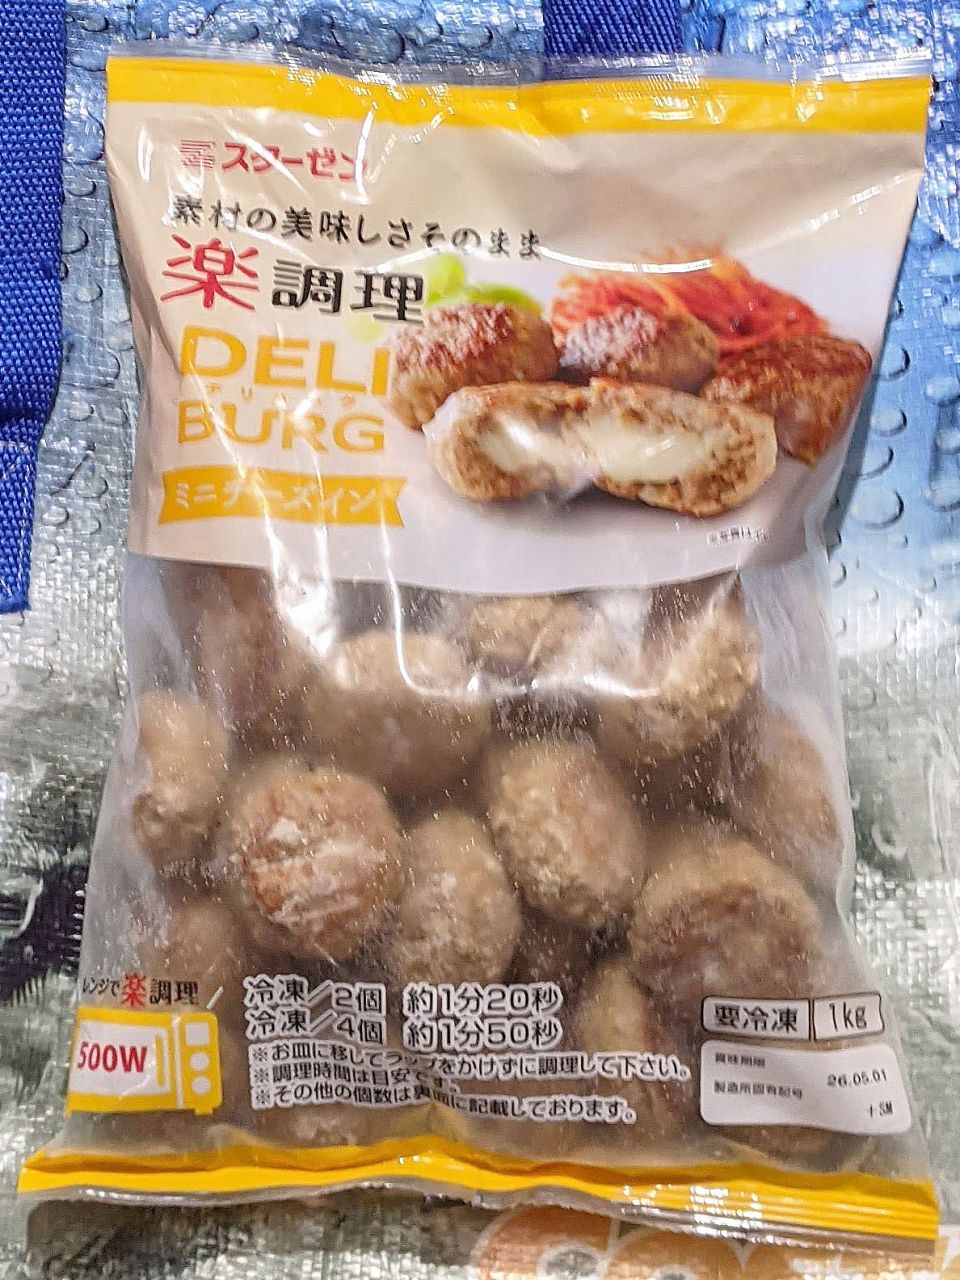 スターゼン
素材の美味しさそのまま
楽調理
DELI
デリバーグ
BURG
ミニチーズイン
レンジで楽調理
500W
冷凍/2個 約1分20秒
冷凍/4個 約1分50秒
※お皿に移してラップをかけずに調理して下さい。
※調理時間は目安です。
※その他の個数は裏面に記載しております。
要冷凍 1kg
賞味期限 26.05.01
製造所固有記号 +SM